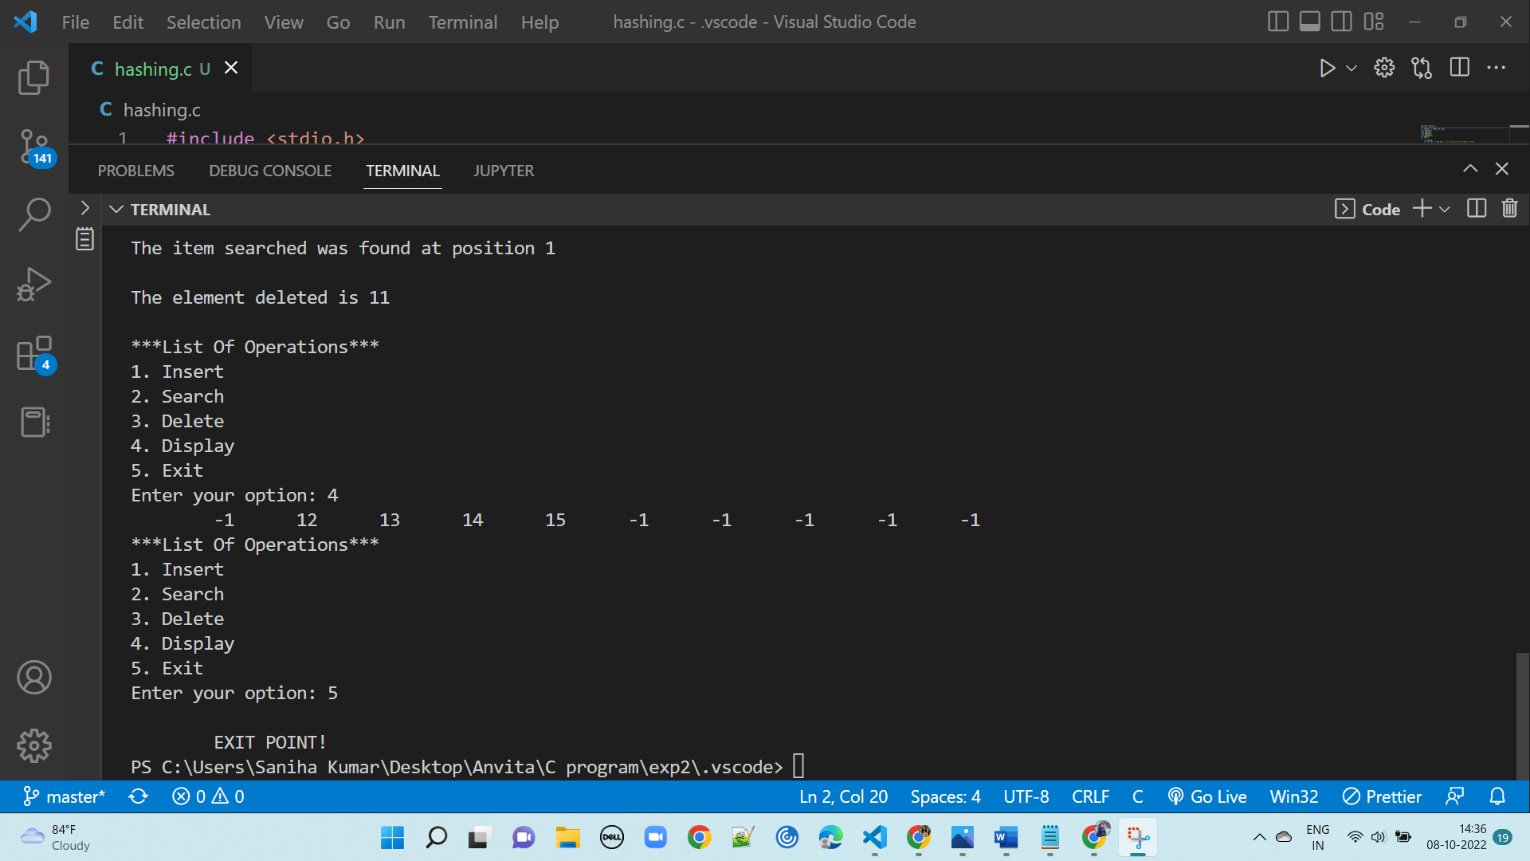 File Edit Selection View Go Run Terminal Help hashing.c - .vscode - Visual Studio Code
C hashing.c U
C hashing.c
1 #include <stdio.h>
141
PROBLEMS DEBUG CONSOLE TERMINAL JUPYTER
TERMINAL Code
The item searched was found at position 1
The element deleted is 11
***List Of Operations***
1. Insert
2. Search
3. Delete
4
4. Display
5. Exit
Enter your option: 4
-1 12 13 14 15 -1 -1 -1 -1 -1
***List Of Operations***
1. Insert
2. Search
3. Delete
4. Display
5. Exit
Enter your option: 5
EXIT POINT!
PS C:\Users\Saniha Kumar\Desktop\Anvita\C program\exp2\.vscode>
master* 0 0 Ln 2, Col 20 Spaces: 4 UTF-8 CRLF C Go Live Win32 Prettier
84°F
Cloudy
DELL
ENG
IN
14:36
08-10-2022
19